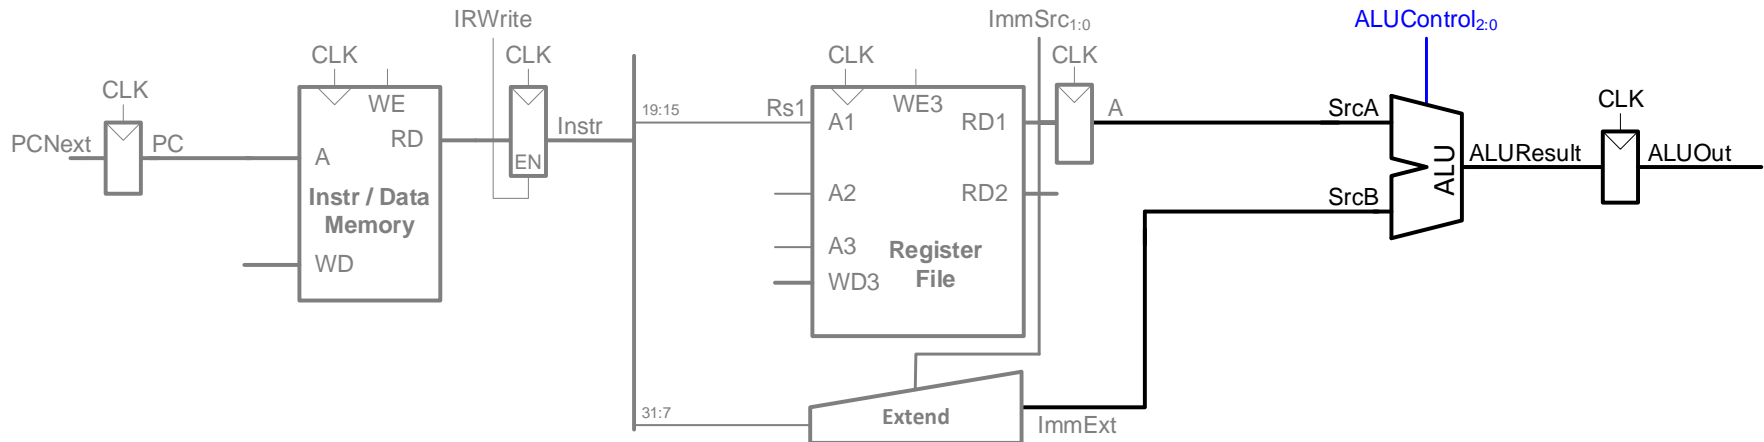 IRWrite
ImmSrc1:0
ALUControl2:0
CLK
CLK
CLK
CLK
CLK
CLK
WE
19:15
Rs1
WE3
A
SrcA
PCNext
PC
RD
Instr
A1
RD1
A
EN
ALU
ALUResult
ALUOut
Instr / Data
Memory
A2
RD2
SrcB
WD
A3
Register
File
WD3
31:7
Extend
ImmExt